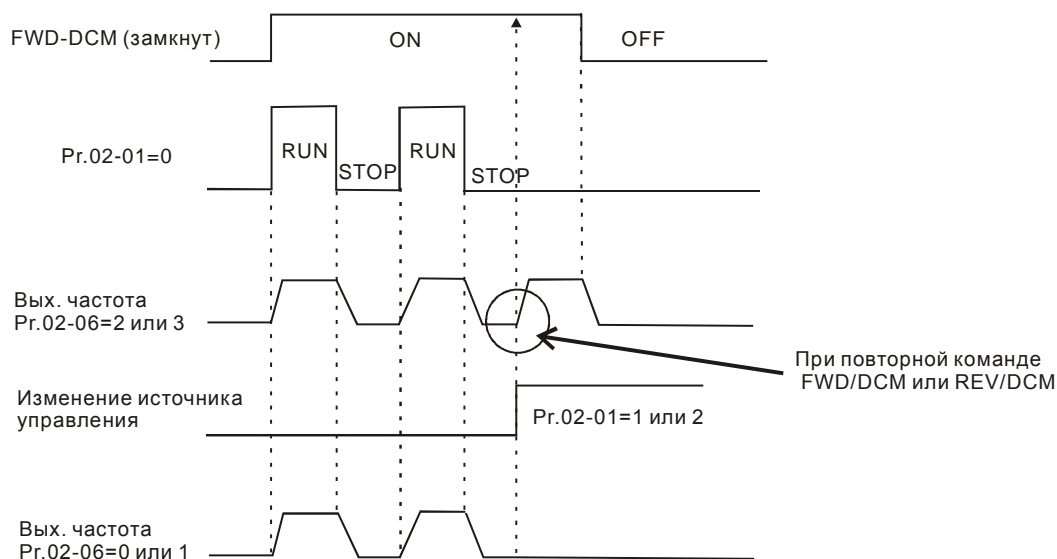 FWD-DCM (замкнут)
ON
OFF
Pr.02-01=0
RUN
STOP
RUN
STOP
Вых. частота
Pr.02-06=2 или 3
При повторной команде
FWD/DCM или REV/DCM
Изменение источника
управления
Pr.02-01=1 или 2
Вых. частота
Pr.02-06=0 или 1